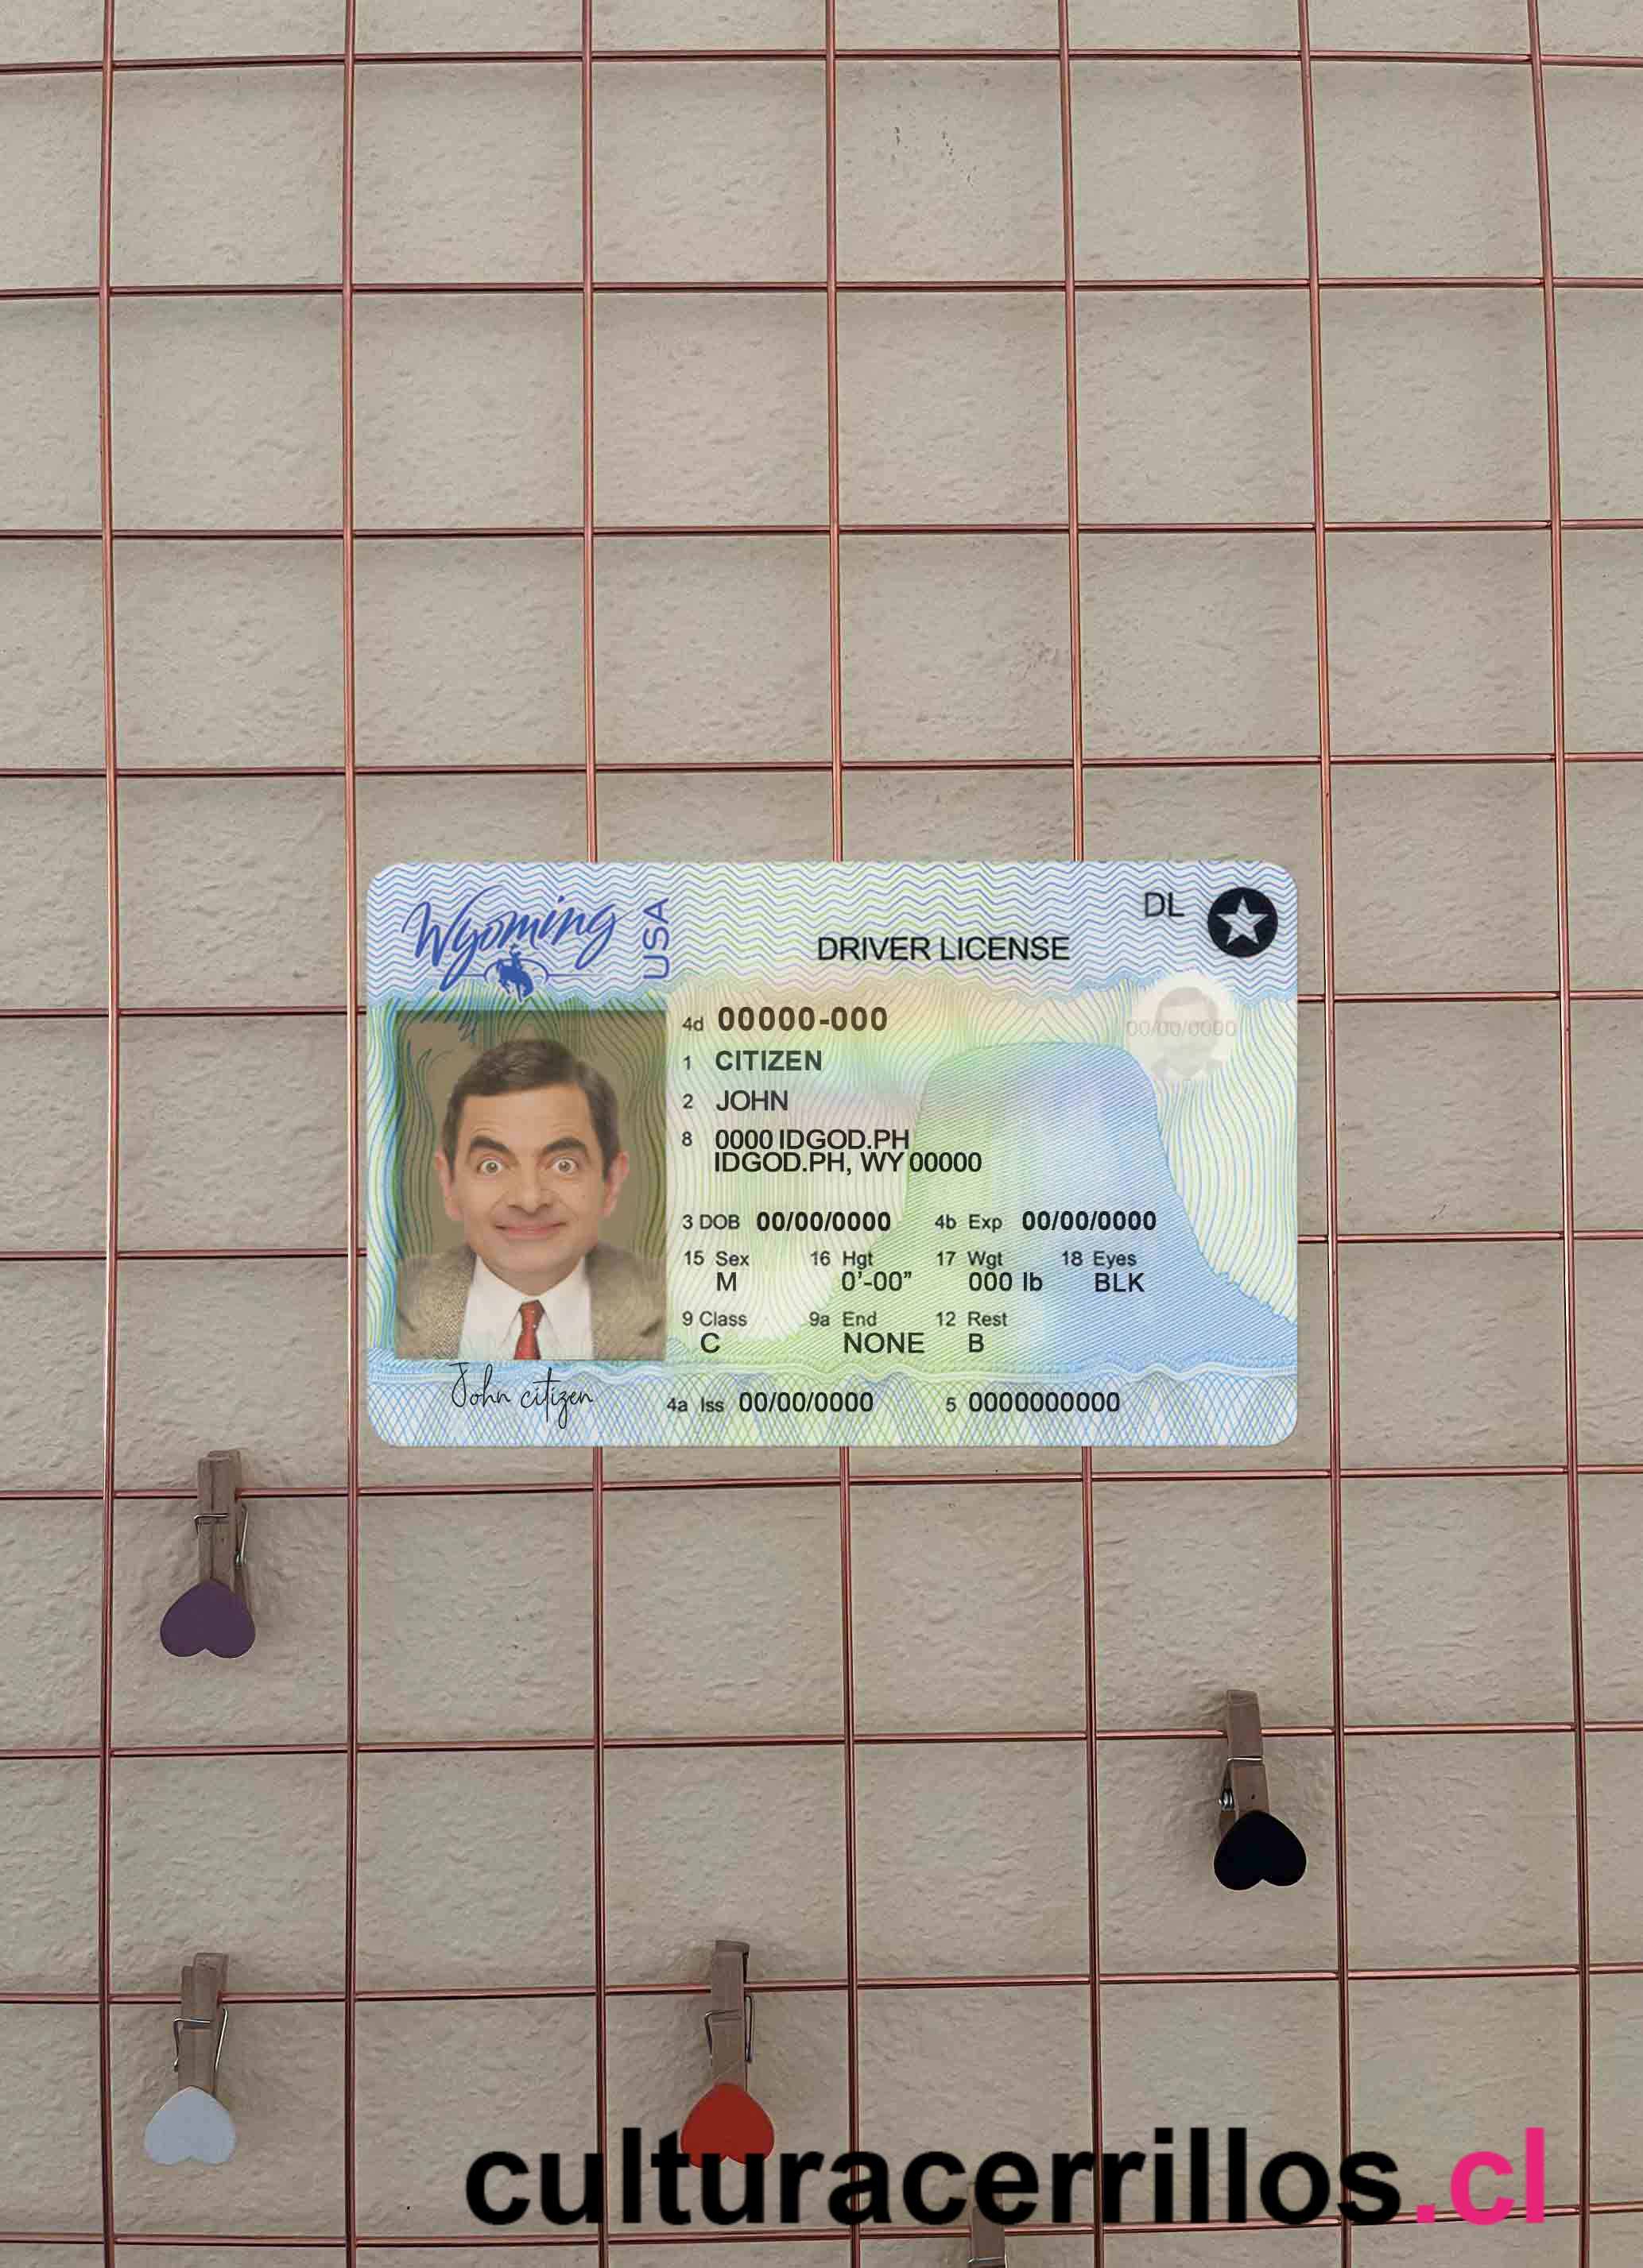 Wyoming USA DL
DRIVER LICENSE
4d 00000-000
00/00/0000
1 CITIZEN
2 JOHN
8 0000 IDGOD.PH
IDGOD.PH, WY 00000
3 DOB 00/00/0000 4b Exp 00/00/0000
15 Sex 16 Hgt 17 Wgt 18 Eyes
M 0'-00" 000 lb BLK
9 Class 9a End 12 Rest
C NONE B
John citizen
4a Iss 00/00/0000 5 0000000000
culturacerrillos.cl